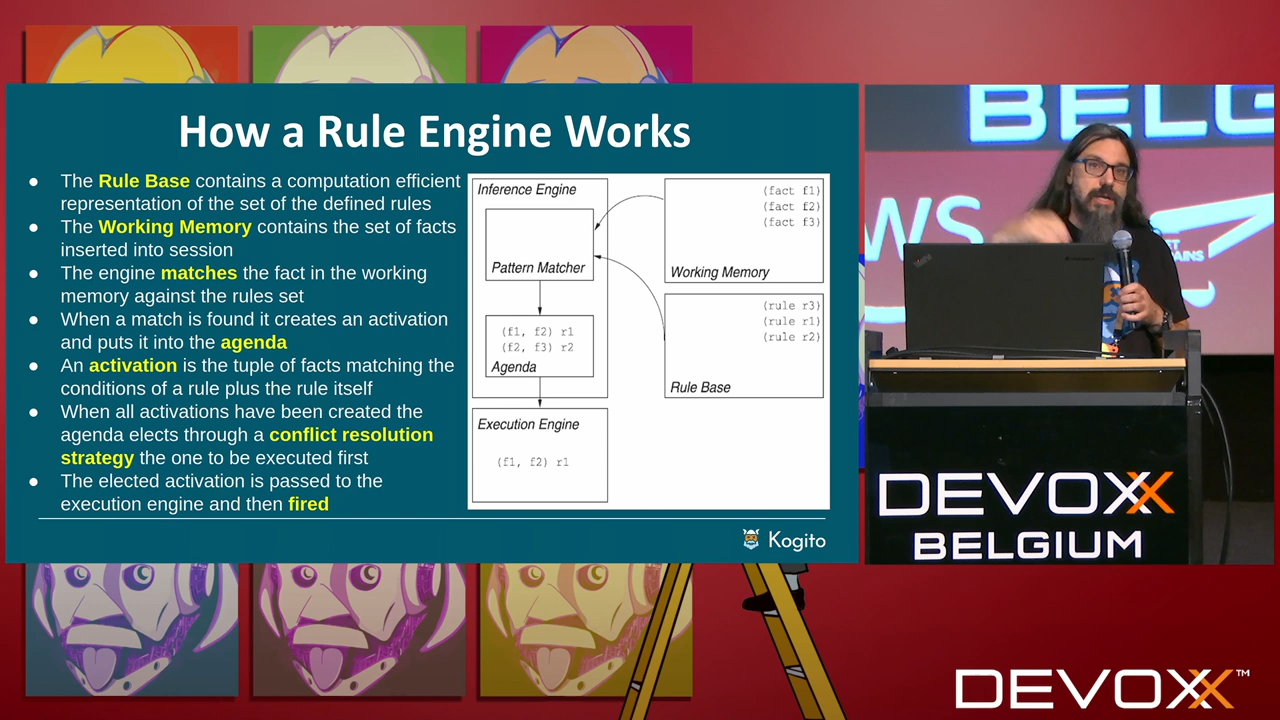 How a Rule Engine Works
● The Rule Base contains a computation efficient
representation of the set of the defined rules
● The Working Memory contains the set of facts
inserted into session
● The engine matches the fact in the working
memory against the rules set
● When a match is found it creates an activation
and puts it into the agenda
● An activation is the tuple of facts matching the
conditions of a rule plus the rule itself
● When all activations have been created the
agenda elects through a conflict resolution
strategy the one to be executed first
● The elected activation is passed to the
execution engine and then fired
Inference Engine
Pattern Matcher
(f1, f2) r1
(f2, f3) r2
Agenda
Execution Engine
(f1, f2) r1
(fact f1)
(fact f2)
(fact f3)
Working Memory
(rule r3)
(rule r1)
(rule r2)
Rule Base
Kogito
BELG
WS
DEVOXX
BELGIUM
DEVOXX™